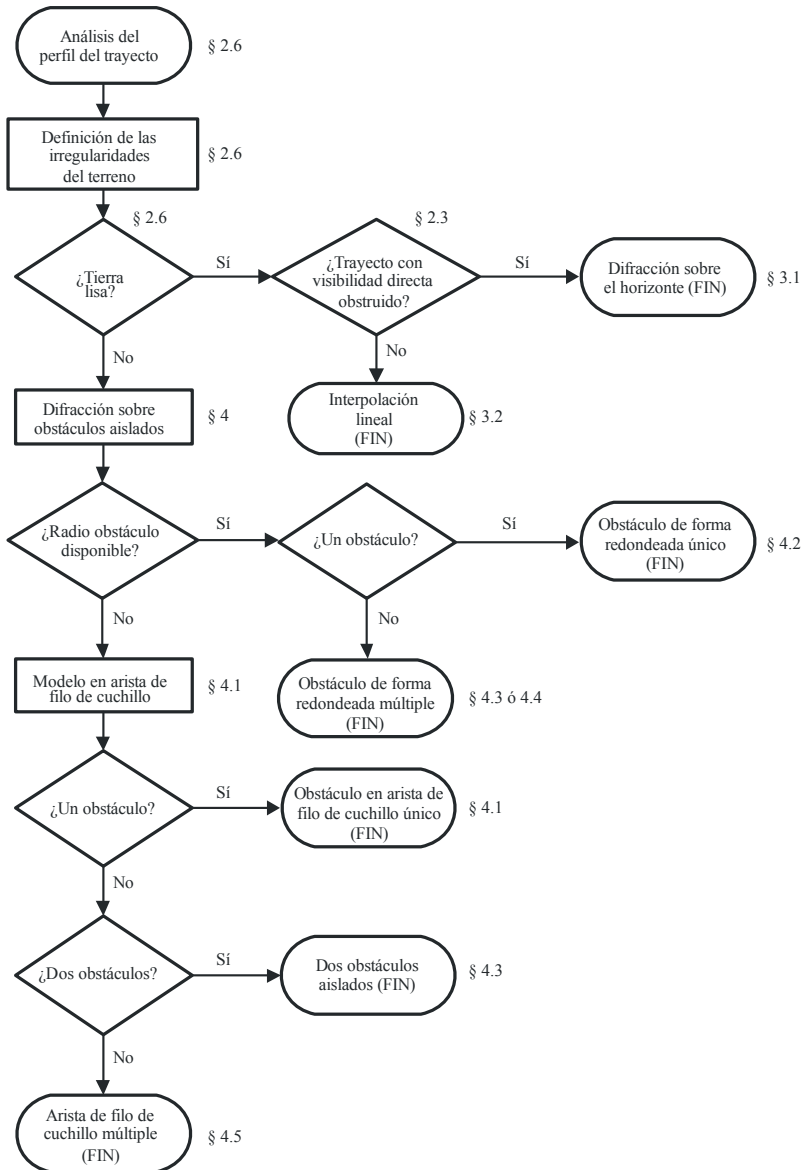 Análisis del
perfil del trayecto
§ 2.6
Definición de las
irregularidades
del terreno
§ 2.6
§ 2.6
¿Tierra
lisa?
Sí
§ 2.3
¿Trayecto con
visibilidad directa
obstruido?
Sí
Difracción sobre
el horizonte (FIN)
§ 3.1
No
No
Difracción sobre
obstáculos aislados
§ 4
Interpolación
lineal
(FIN)
§ 3.2
¿Radio obstáculo
disponible?
Sí
¿Un obstáculo?
Sí
Obstáculo de forma
redondeada único
(FIN)
§ 4.2
No
No
Modelo en arista de
filo de cuchillo
§ 4.1
Obstáculo de forma
redondeada múltiple
(FIN)
§ 4.3 ó 4.4
¿Un obstáculo?
Sí
Obstáculo en arista de
filo de cuchillo único
(FIN)
§ 4.1
No
¿Dos obstáculos?
Sí
Dos obstáculos
aislados (FIN)
§ 4.3
No
Arista de filo de
cuchillo múltiple
(FIN)
§ 4.5